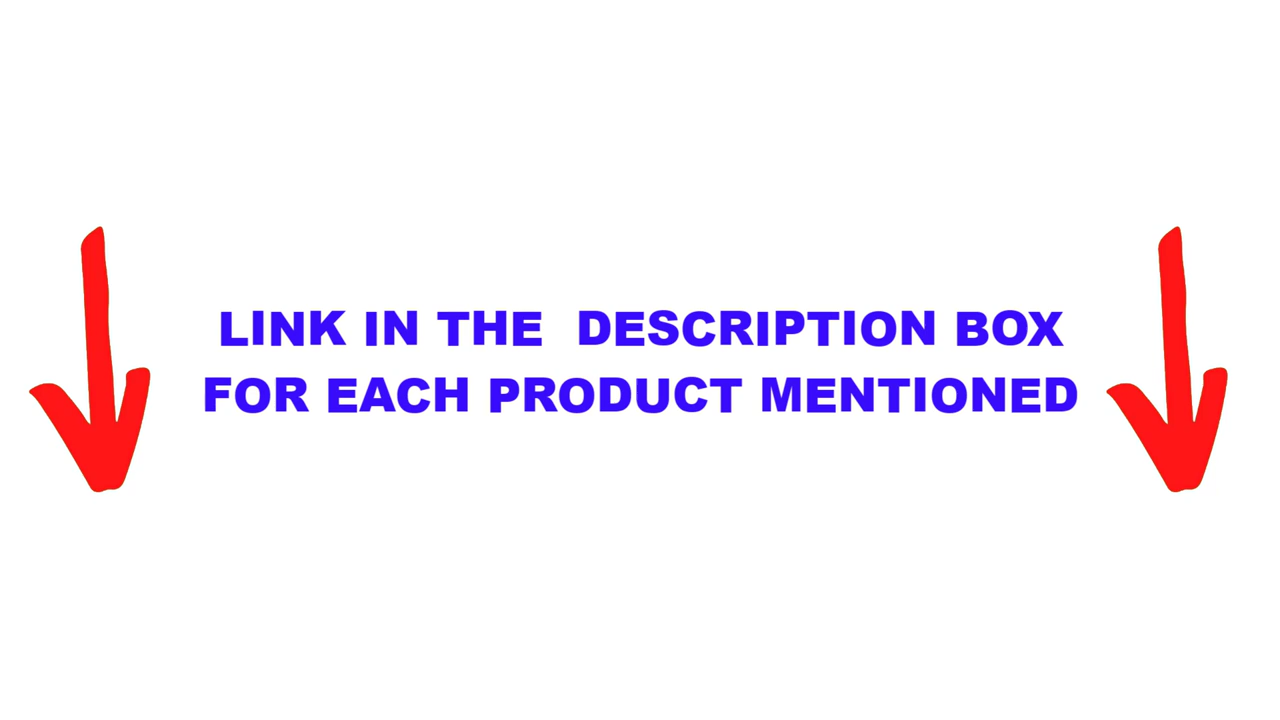 LINK IN THE  DESCRIPTION BOX
FOR EACH PRODUCT MENTIONED